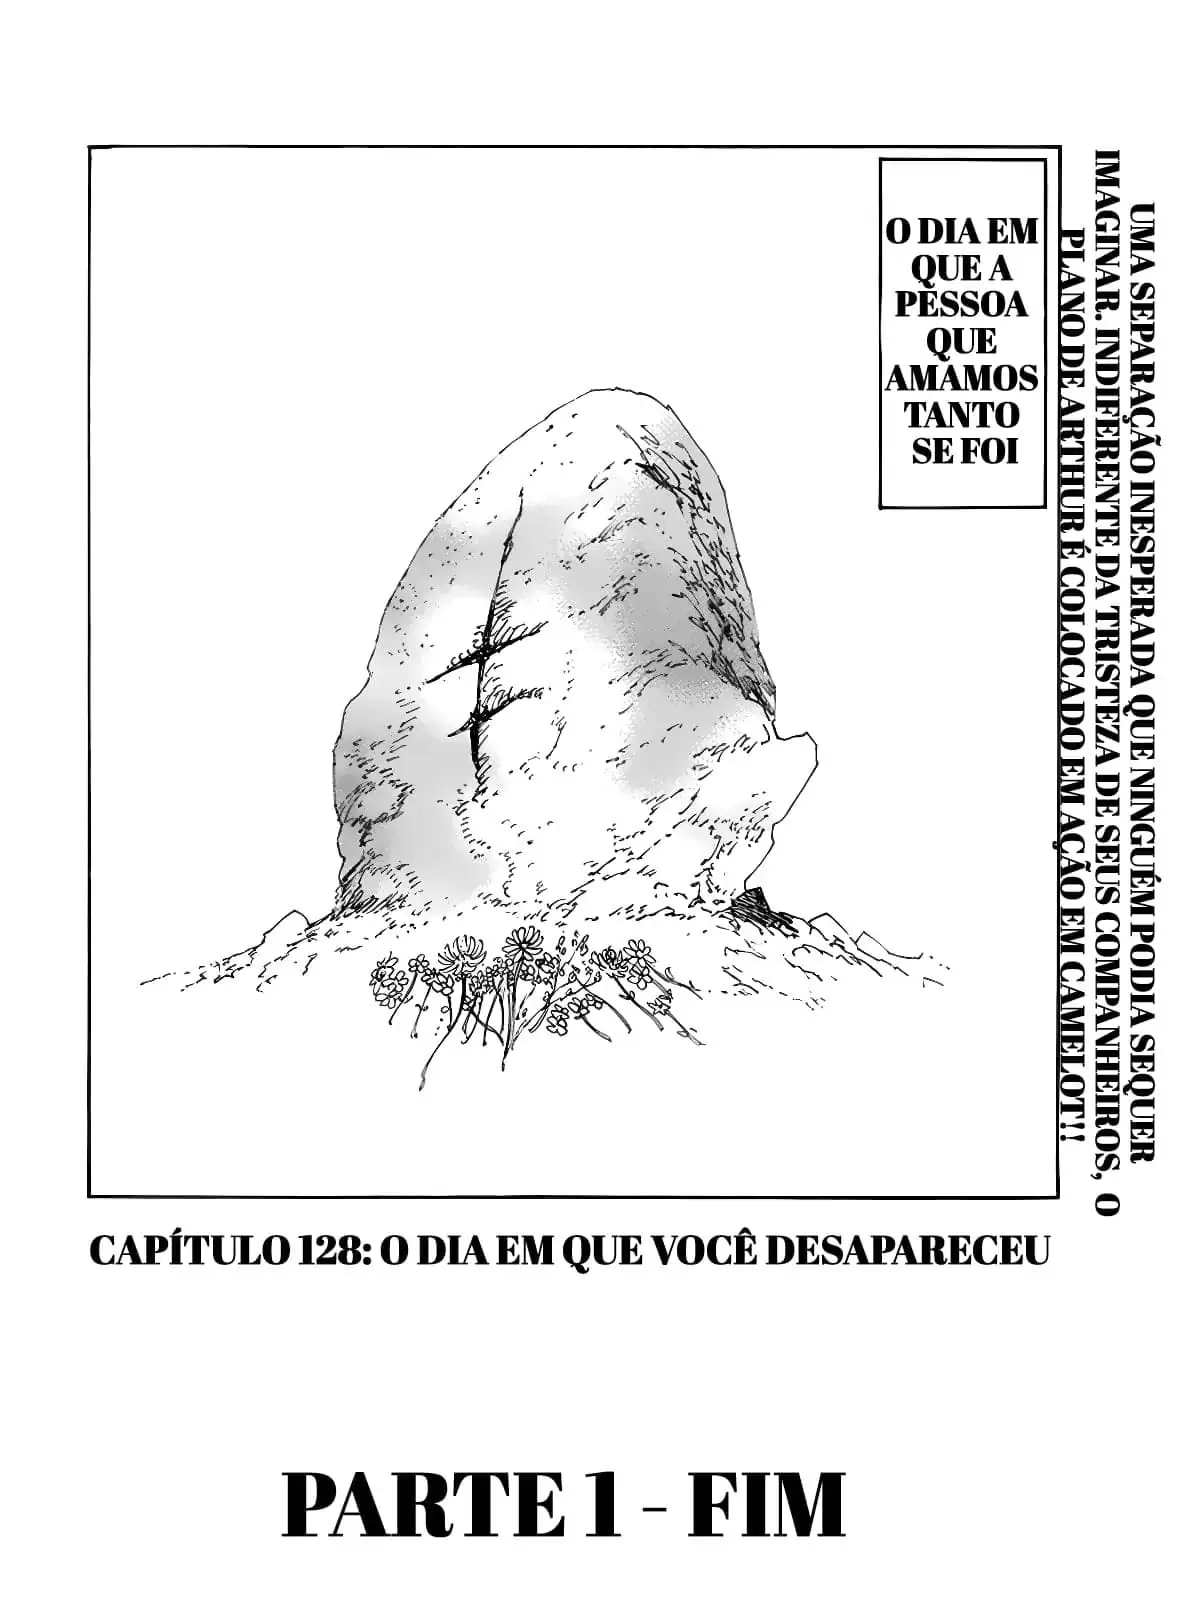 O DIA EM
QUE A
PESSOA
QUE
AMAMOS
TANTO
SE FOI
UMA SEPARAÇÃO INESPERADA QUE NINGUÉM PODIA SEQUER
IMAGINAR. INDIFERENTE DA TRISTEZA DE SEUS COMPANHEIROS, O
PLANO DE ARTHUR É COLOCADO EM AÇÃO EM CAMELOT!!
CAPÍTULO 128: O DIA EM QUE VOCÊ DESAPARECEU
PARTE 1 - FIM